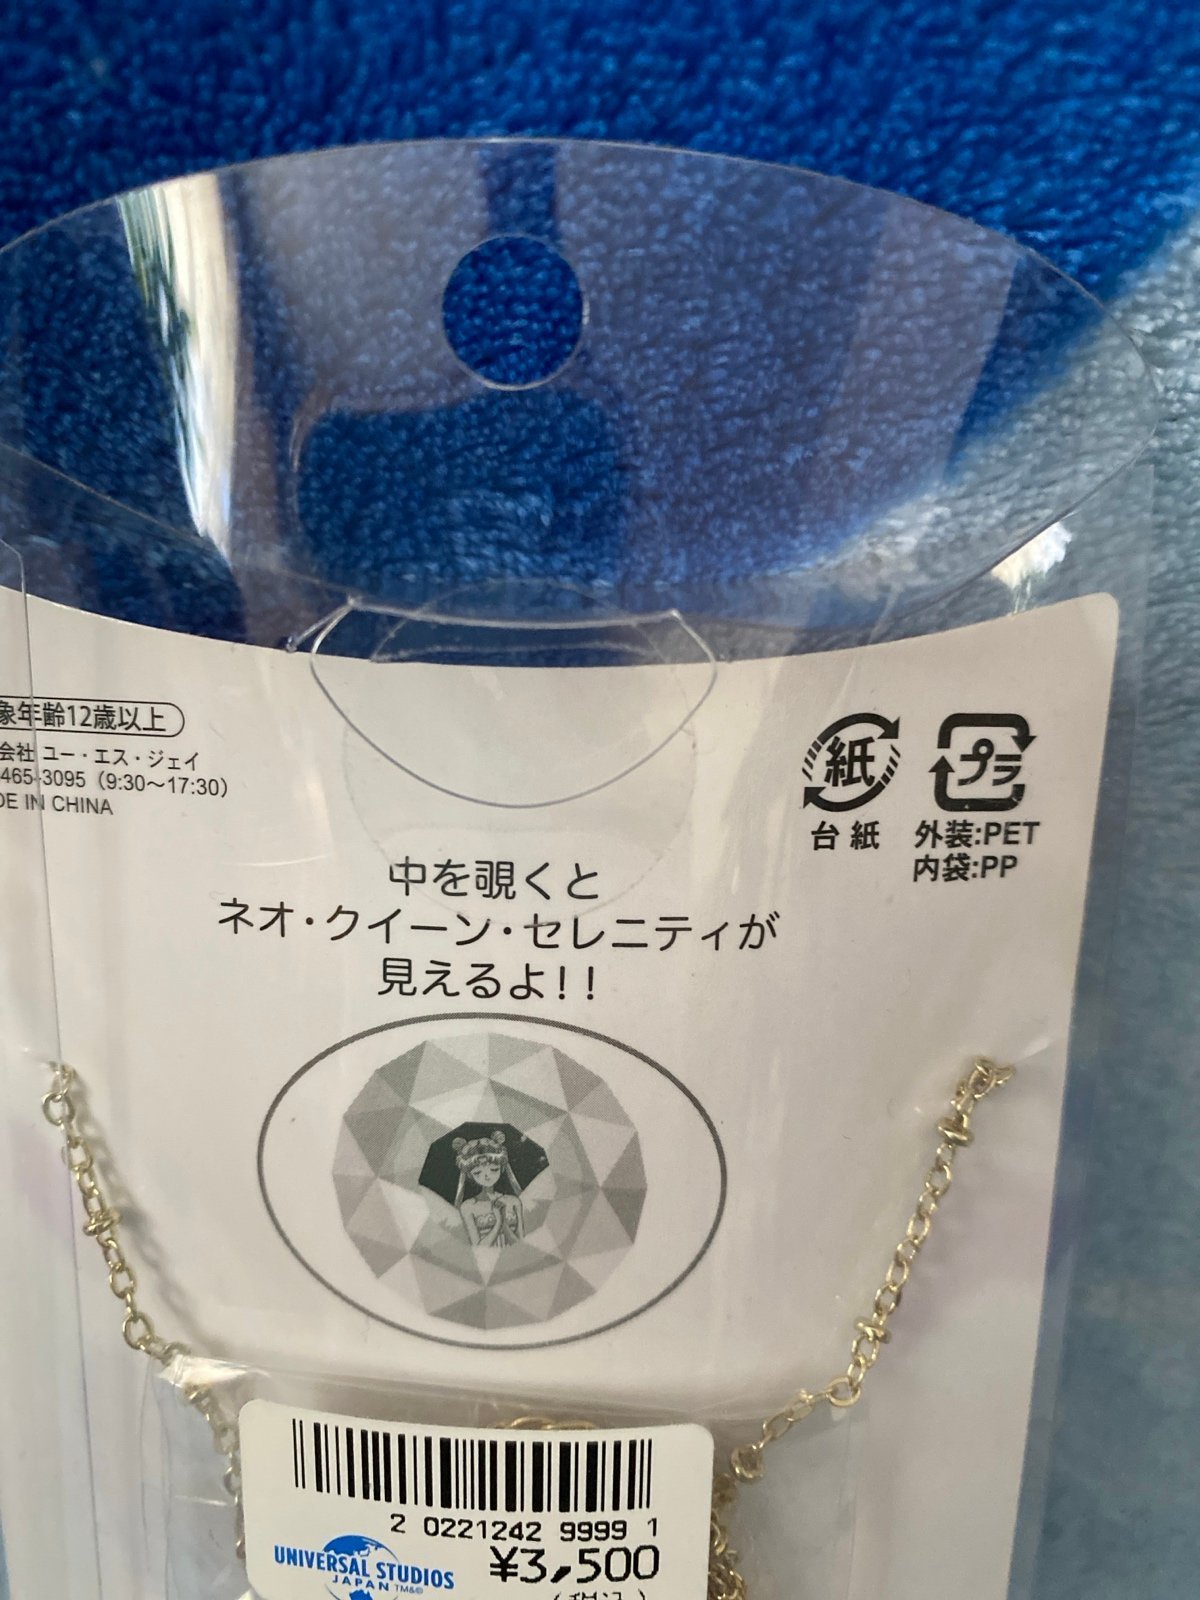 象年齢12歳以上
会社 ユー・エス・ジェイ
465-3095（9:30〜17:30）
DE IN CHINA
紙
台紙
プラ
外装:PET
内袋:PP
中を覗くと
ネオ・クイーン・セレニティが
見えるよ!!
2 0221242 9999 1
UNIVERSAL STUDIOS
JAPAN TM&©
¥3,500
(税込)